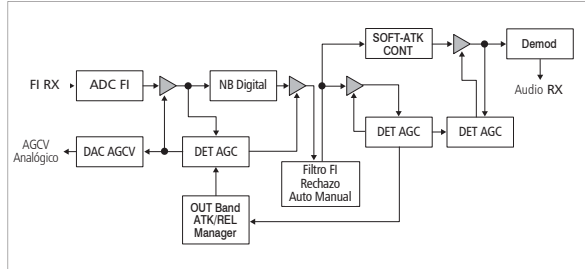 SOFT-ATK
CONT
Demod
FI RX
ADC FI
NB Digital
Audio RX
AGCV
Analógico
DAC AGCV
DET AGC
DET AGC
DET AGC
Filtro FI
Rechazo
Auto Manual
OUT Band
ATK/REL
Manager